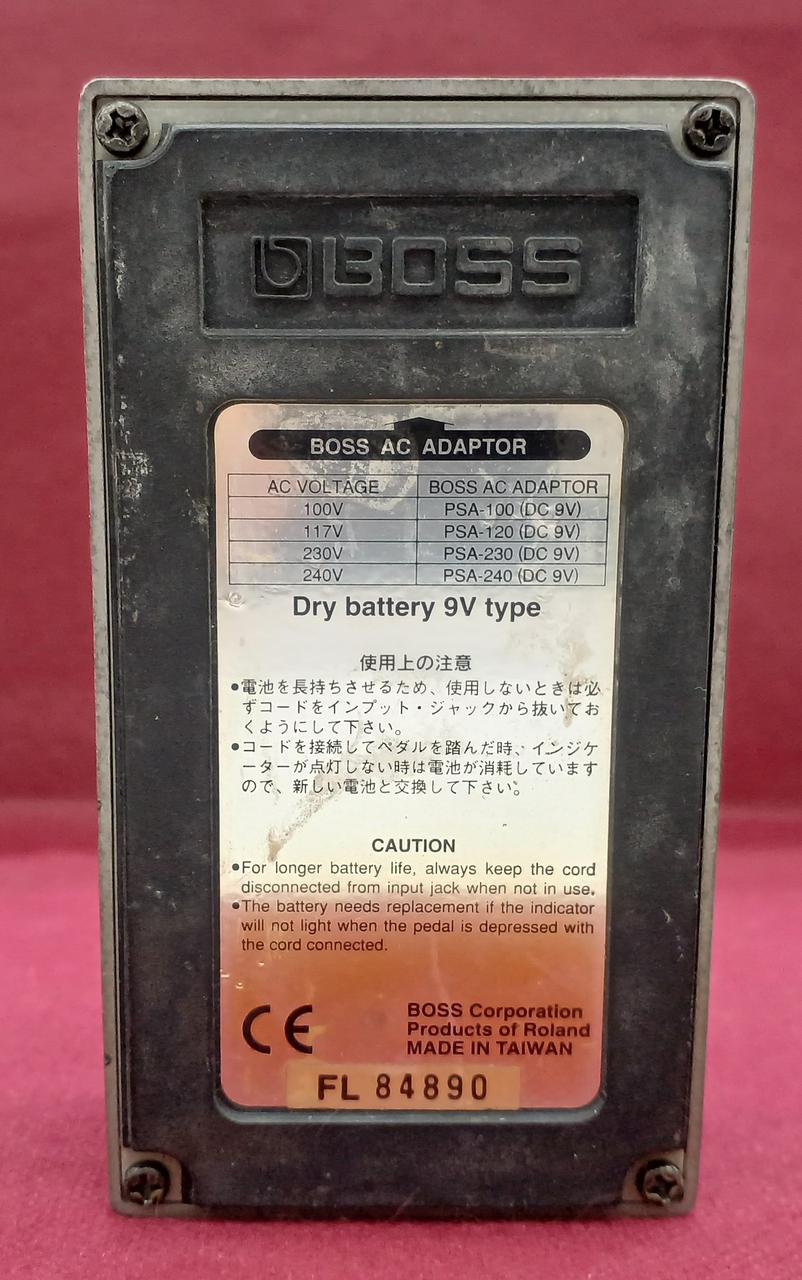 BOSS
BOSS AC ADAPTOR
AC VOLTAGE BOSS AC ADAPTOR
100V PSA-100 (DC 9V)
117V PSA-120 (DC 9V)
230V PSA-230 (DC 9V)
240V PSA-240 (DC 9V)
Dry battery 9V type
使用上の注意
●電池を長持ちさせるため、使用しないときは必
ずコードをインプット・ジャックから抜いてお
くようにして下さい。
●コードを接続してペダルを踏んだ時、インジケ
ーターが点灯しない時は電池が消耗しています
ので、新しい電池と交換して下さい。
CAUTION
●For longer battery life, always keep the cord
disconnected from input jack when not in use.
●The battery needs replacement if the indicator
will not light when the pedal is depressed with
the cord connected.
CE
BOSS Corporation
Products of Roland
MADE IN TAIWAN
FL 84890